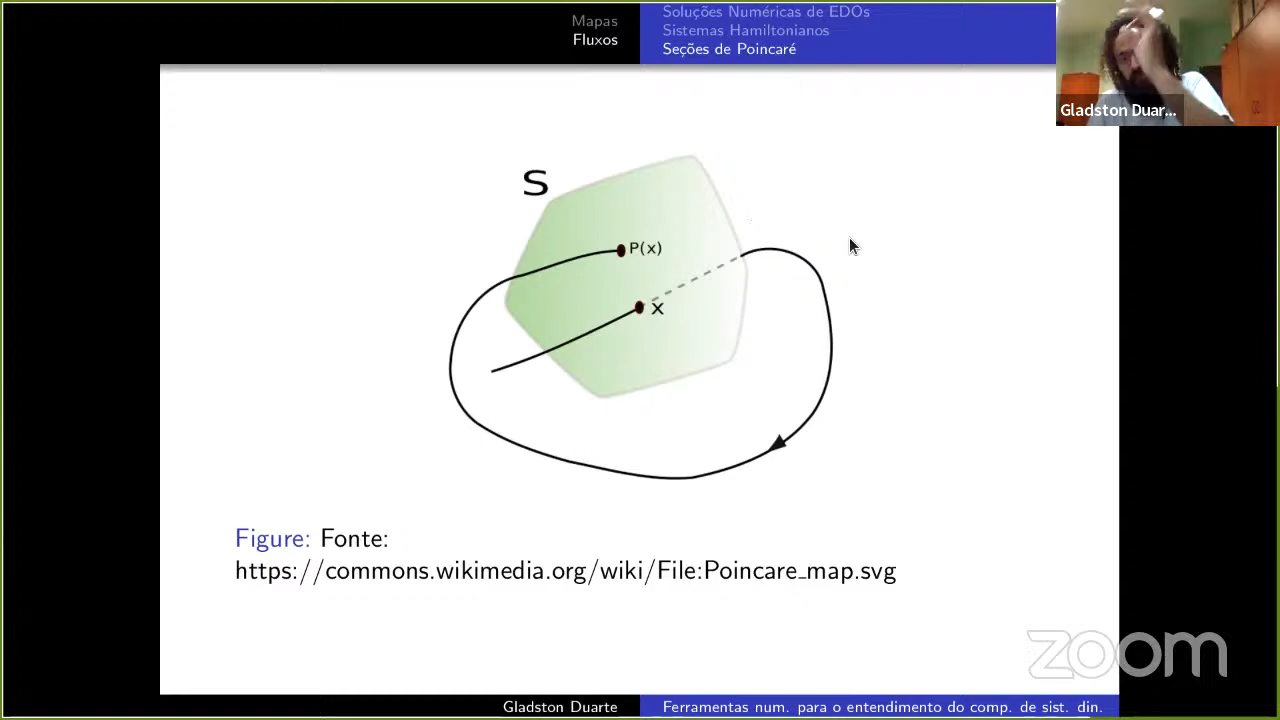 Mapas
Fluxos
Soluções Numéricas de EDOs
Sistemas Hamiltonianos
Seções de Poincaré
Gladston Duar...
S
P(x)
x
Figure: Fonte:
https://commons.wikimedia.org/wiki/File:Poincare_map.svg
zoom
Gladston Duarte
Ferramentas num. para o entendimento do comp. de sist. din.